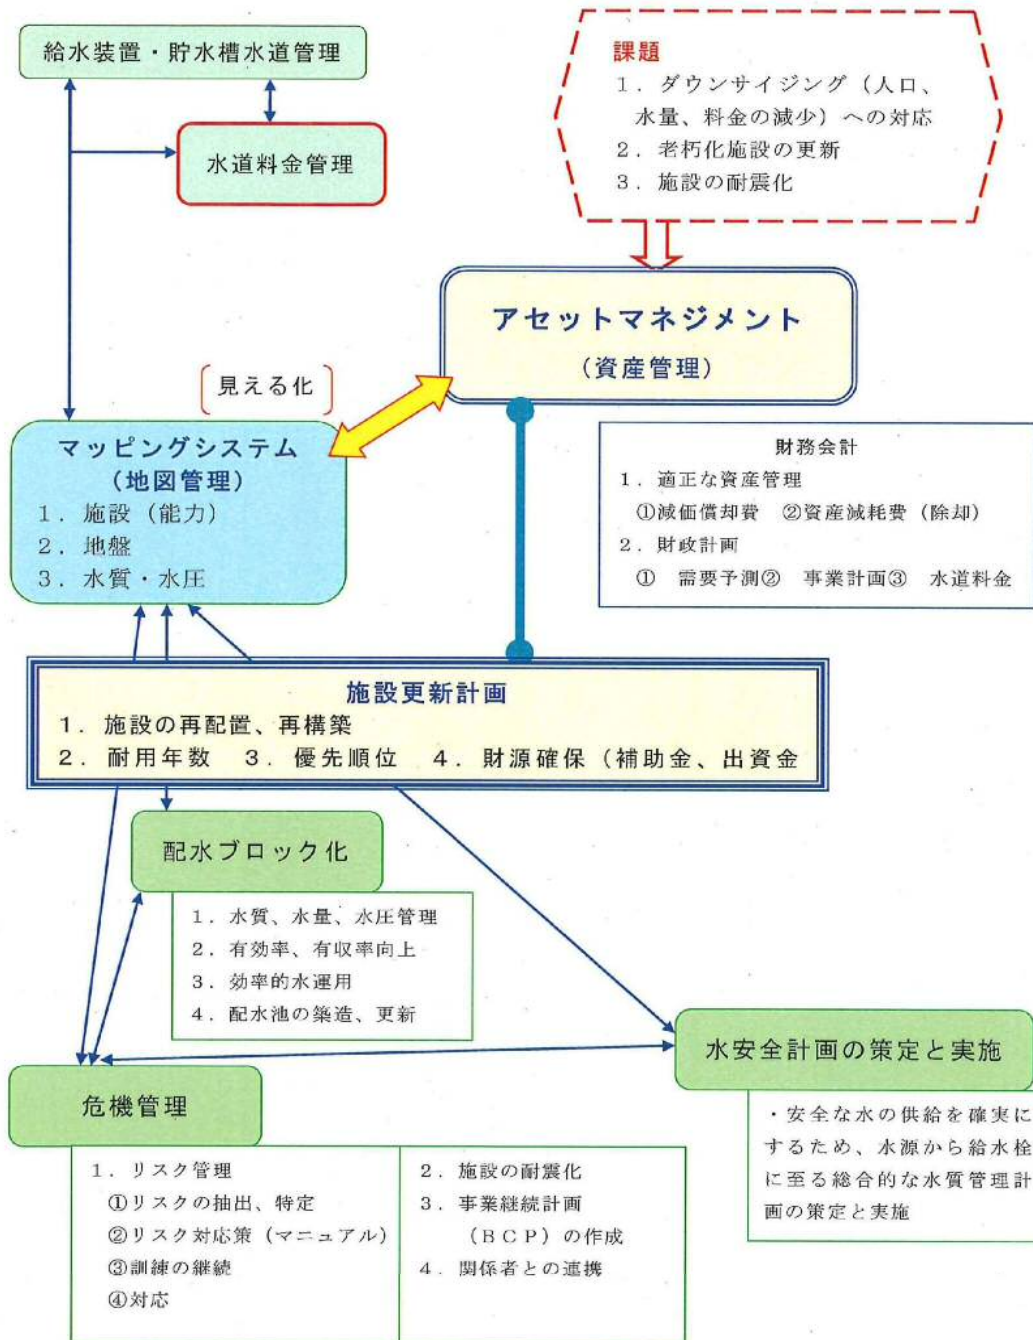 給水装置・貯水槽水道管理
水道料金管理
課題
１．ダウンサイジング（人口、
水量、料金の減少）への対応
２．老朽化施設の更新
３．施設の耐震化
アセットマネジメント
（資産管理）
見える化
マッピングシステム
（地図管理）
１．施設（能力）
２．地盤
３．水質・水圧
財務会計
１．適正な資産管理
①減価償却費　②資産減耗費（除却）
２．財政計画
①　需要予測②　事業計画③　水道料金
施設更新計画
１．施設の再配置、再構築
２．耐用年数　３．優先順位　４．財源確保（補助金、出資金
配水ブロック化
１．水質、水量、水圧管理
２．有効率、有収率向上
３．効率的水運用
４．配水池の築造、更新
水安全計画の策定と実施
・安全な水の供給を確実に
するため、水源から給水栓
に至る総合的な水質管理計
画の策定と実施
危機管理
１．リスク管理
①リスクの抽出、特定
②リスク対応策（マニュアル）
③訓練の継続
④対応
２．施設の耐震化
３．事業継続計画
（ＢＣＰ）の作成
４．関係者との連携